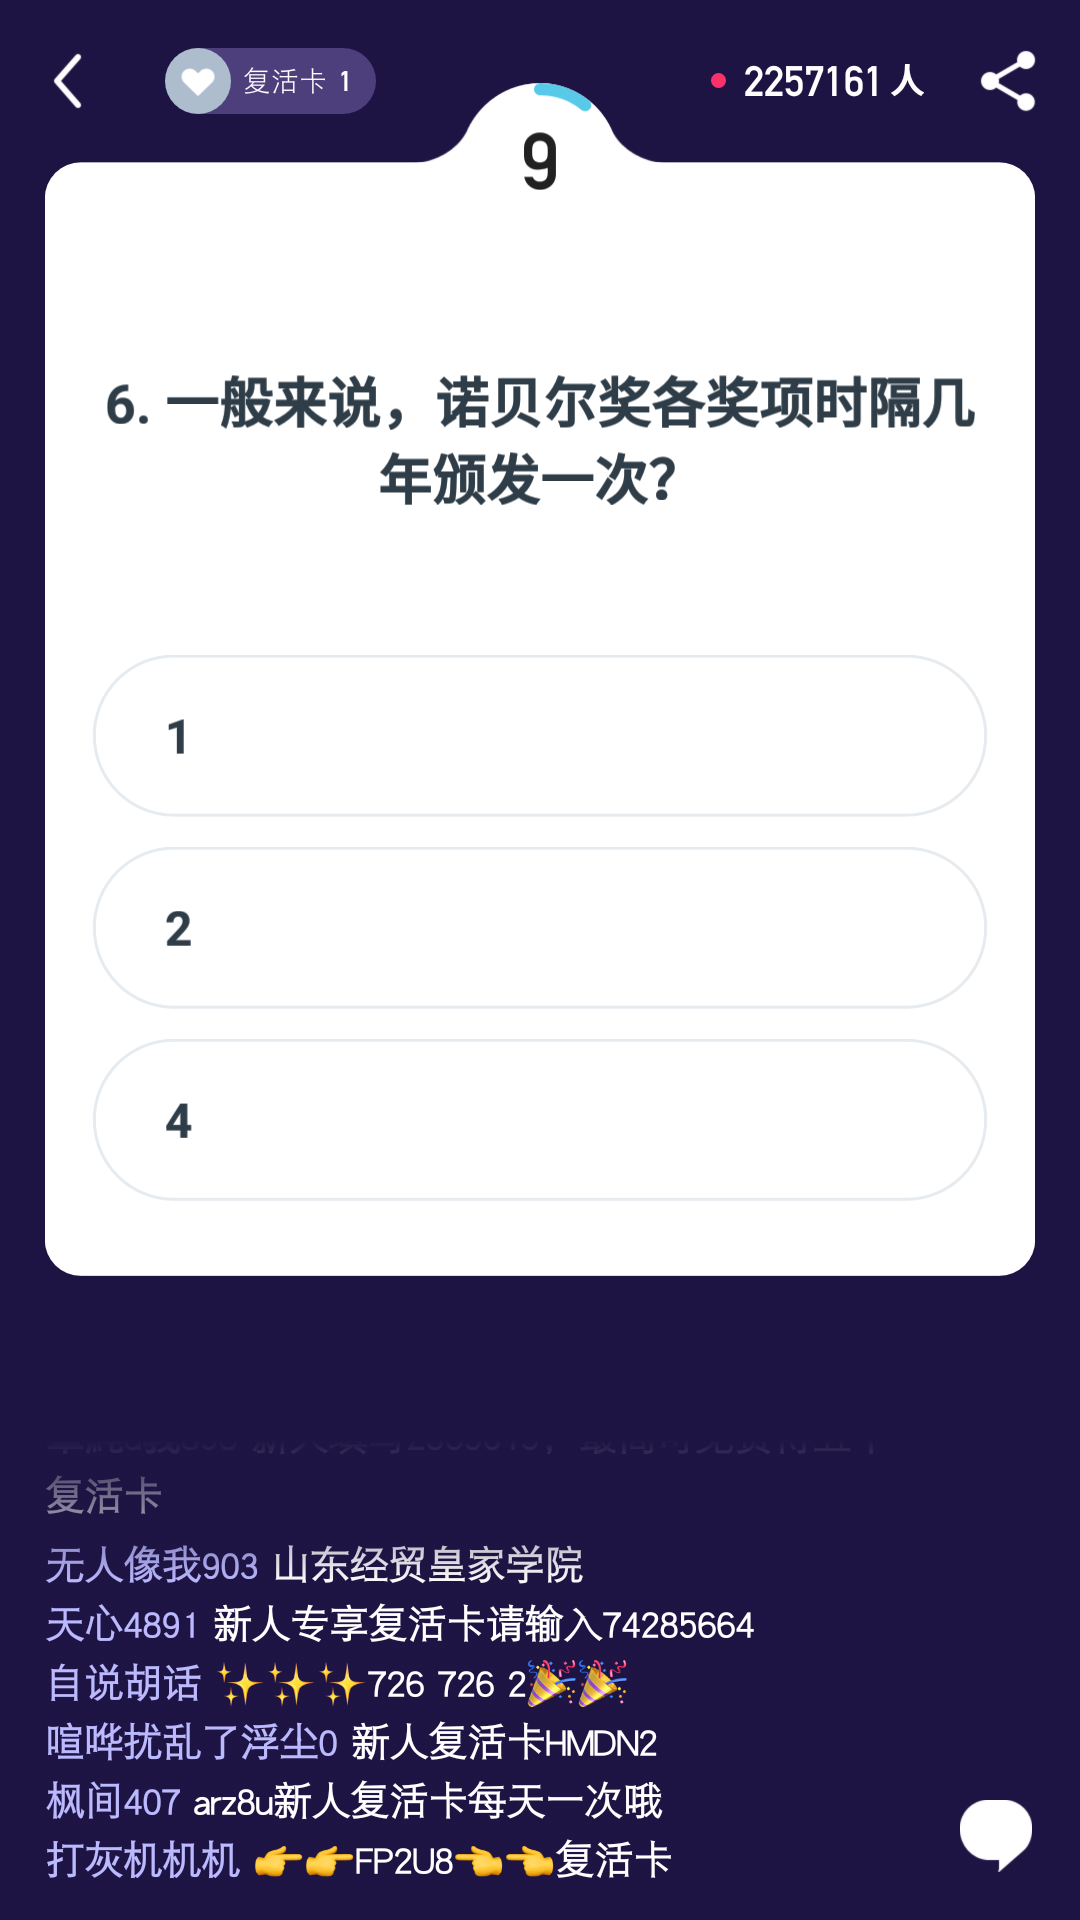 复活卡 1
2257161 人
9
6. 一般来说，诺贝尔奖各奖项时隔几
年颁发一次？
1
2
4
复活卡
无人像我903 山东经贸皇家学院
天心4891 新人专享复活卡请输入74285664
自说胡话 ✨✨✨726 726 2🎉🎉
喧哗扰乱了浮尘0 新人复活卡HMDN2
枫间407 arz8u新人复活卡每天一次哦
打灰机机机 👉👉FP2U8👈👈复活卡